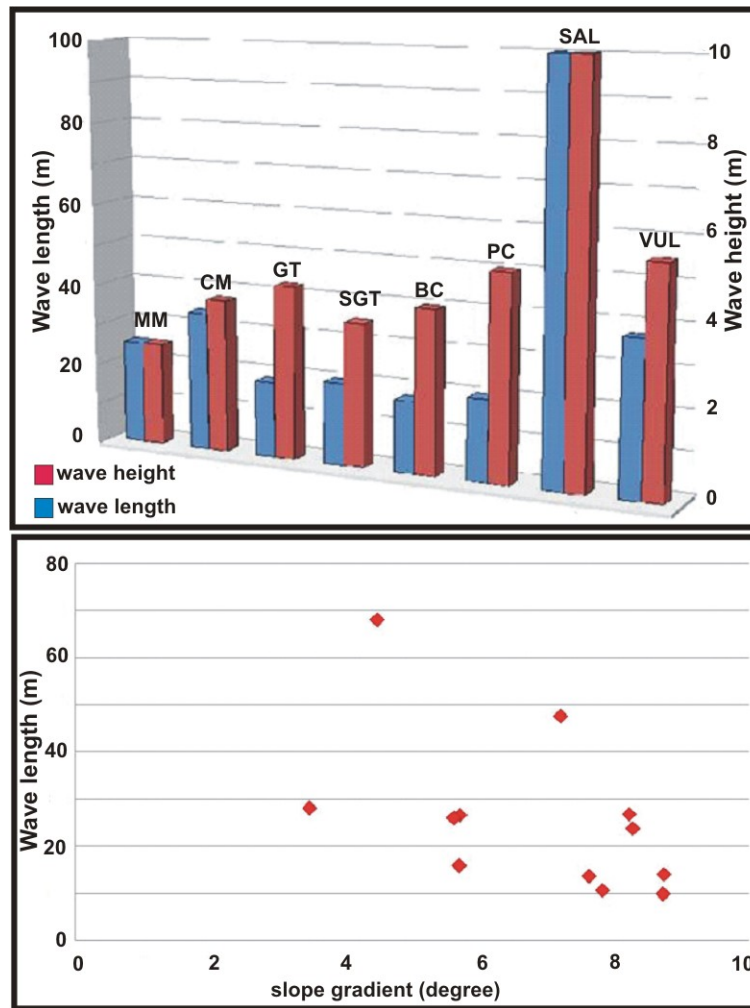 100
80
60
40
20
0
Wave length (m)
MM
CM
GT
SGT
BC
PC
SAL
VUL
10
8
6
4
2
0
Wave height (m)
wave height
wave length
80
60
40
20
0
Wave length (m)
0 2 4 6 8 10
slope gradient (degree)